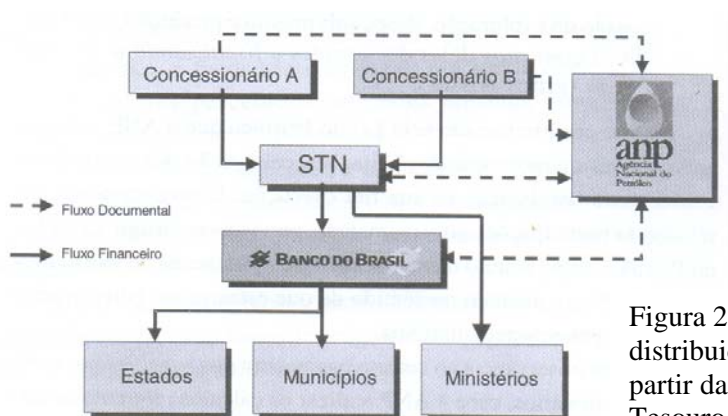 Concessionário A
Concessionário B
anp
Agência
Nacional do
Petróleo
STN
Fluxo Documental
Fluxo Financeiro
BANCO DO BRASIL
Estados
Municípios
Ministérios
Figura 2
distribui
partir da
Tesouro